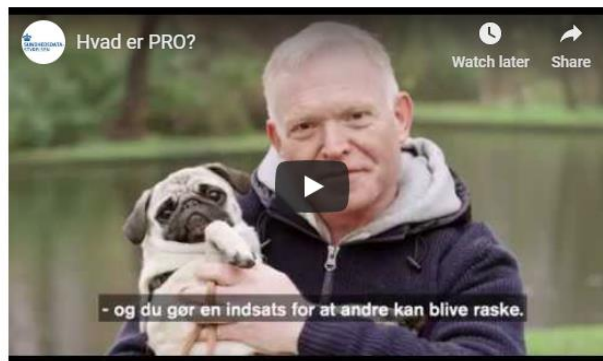 Hvad er PRO?
Watch later
Share
- og du gør en indsats for at andre kan blive raske.